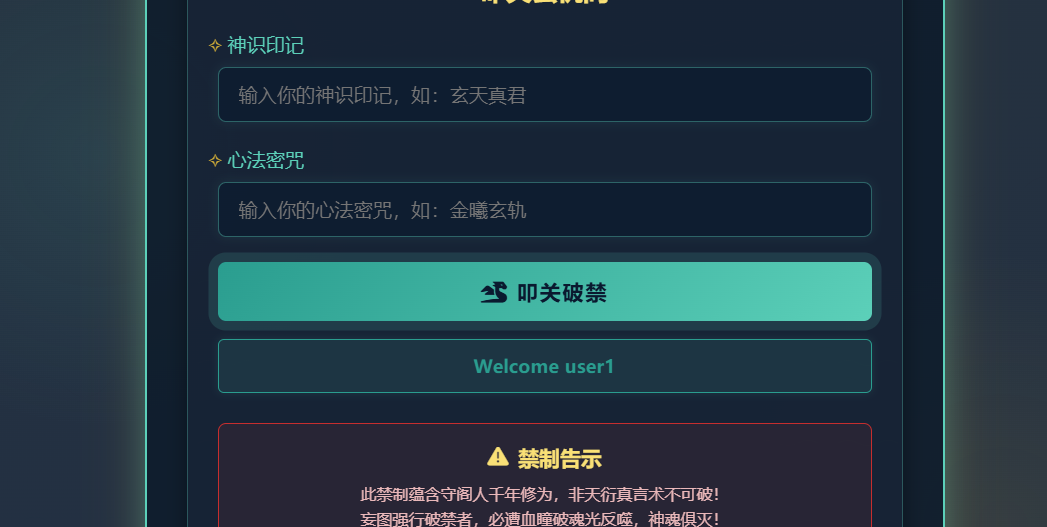 神识印记
输入你的神识印记，如：玄天真君
心法密咒
输入你的心法密咒，如：金曦玄轨
叩关破禁
Welcome user1
禁制告示
此禁制蕴含守阁人千年修为，非天衍真言术不可破！
妄图强行破禁者，必遭血瞳破魂光反噬，神魂俱灭！